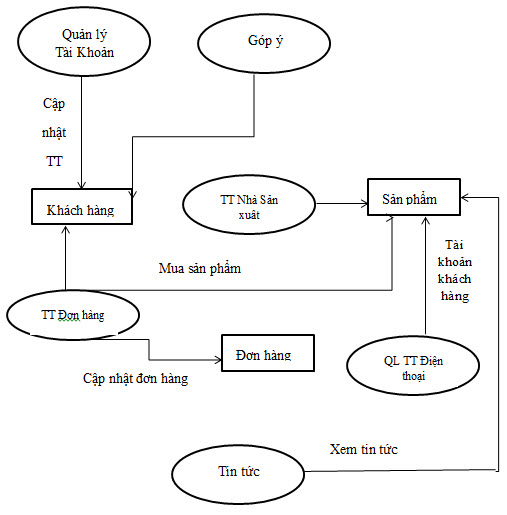 Quản lý
Tài Khoản
Góp ý
Cập
nhật
TT
Khách hàng
TT Nhà Sản
xuất
Sản phẩm
Tài
khoản
khách
hàng
Mua sản phẩm
TT Đơn hàng
Đơn hàng
Cập nhật đơn hàng
QL TT Điện
thoại
Xem tin tức
Tin tức